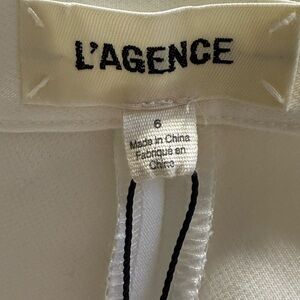 L'AGENCE
6
Made in China
Fabriqué en
Chine